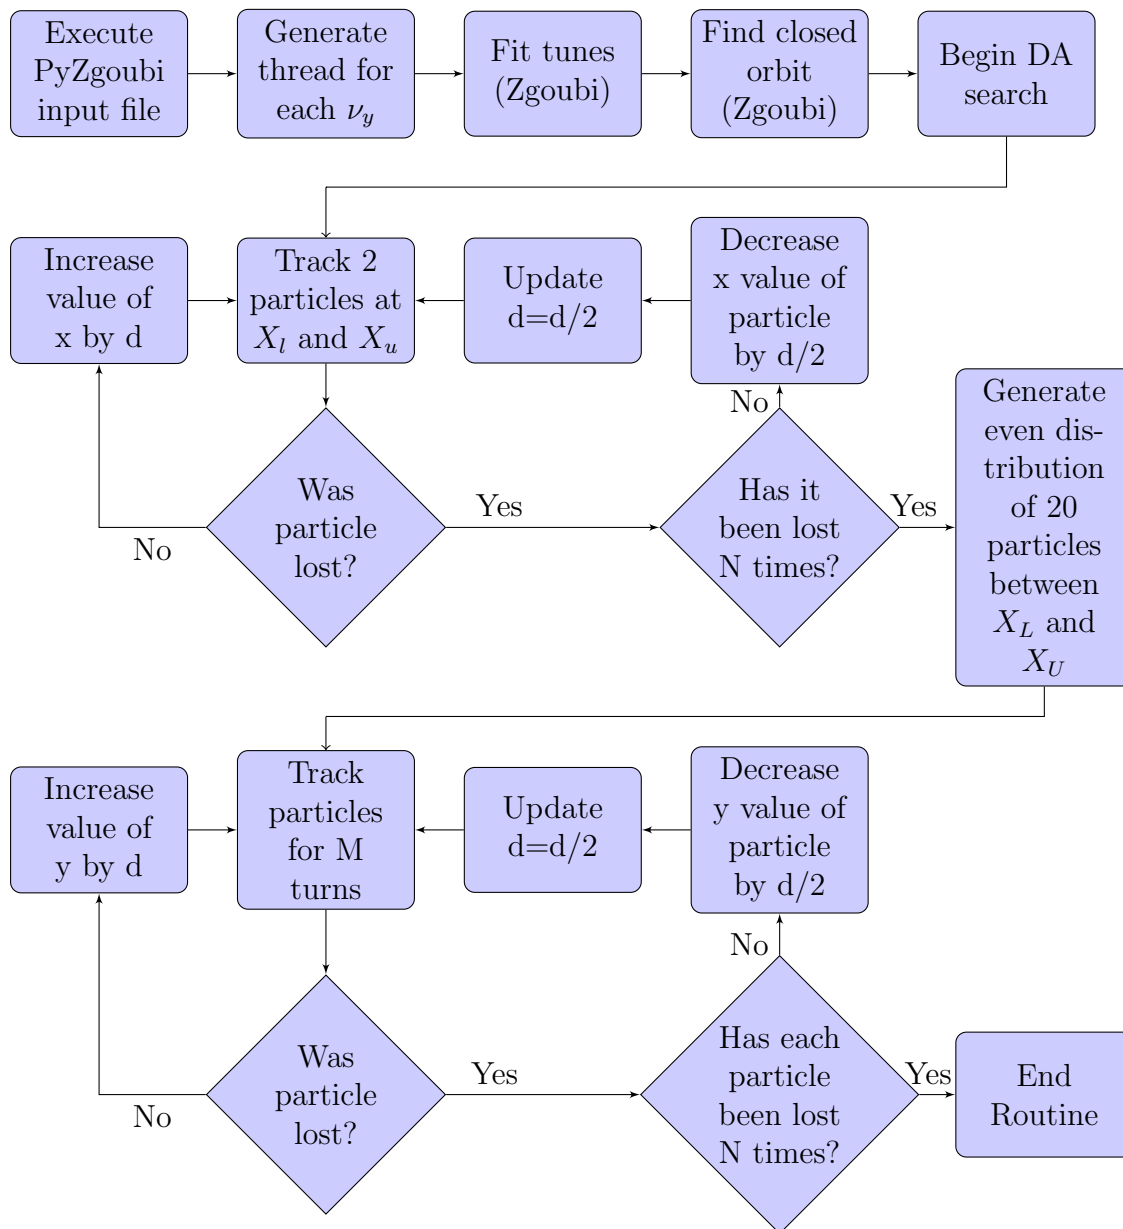 Execute
PyZgoubi
input file
Generate
thread for
each ν_y
Fit tunes
(Zgoubi)
Find closed
orbit
(Zgoubi)
Begin DA
search
Increase
value of
x by d
Track 2
particles at
X_l and X_u
Update
d=d/2
Decrease
x value of
particle
by d/2
Was
particle
lost?
No
Yes
Has it
been lost
N times?
No
Yes
Generate
even dis-
tribution
of 20
particles
between
X_L and
X_U
Increase
value of
y by d
Track
particles
for M
turns
Update
d=d/2
Decrease
y value of
particle
by d/2
Was
particle
lost?
No
Yes
Has each
particle
been lost
N times?
No
Yes
End
Routine